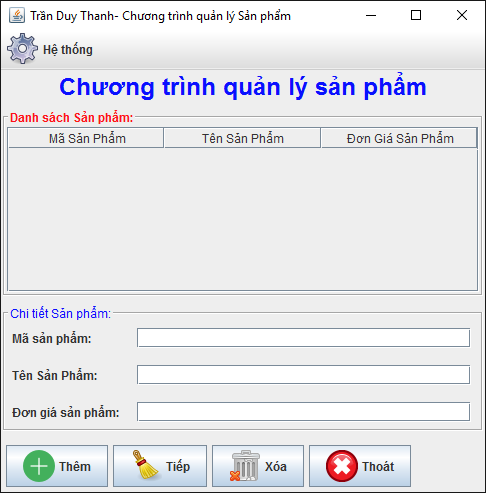 Trần Duy Thanh- Chương trình quản lý Sản phẩm
Hệ thống
Chương trình quản lý sản phẩm
Danh sách Sản phẩm:
Mã Sản Phẩm Tên Sản Phẩm Đơn Giá Sản Phẩm
Chi tiết Sản phẩm:
Mã sản phẩm:
Tên Sản Phẩm:
Đơn giá sản phẩm:
Thêm Tiếp Xóa Thoát